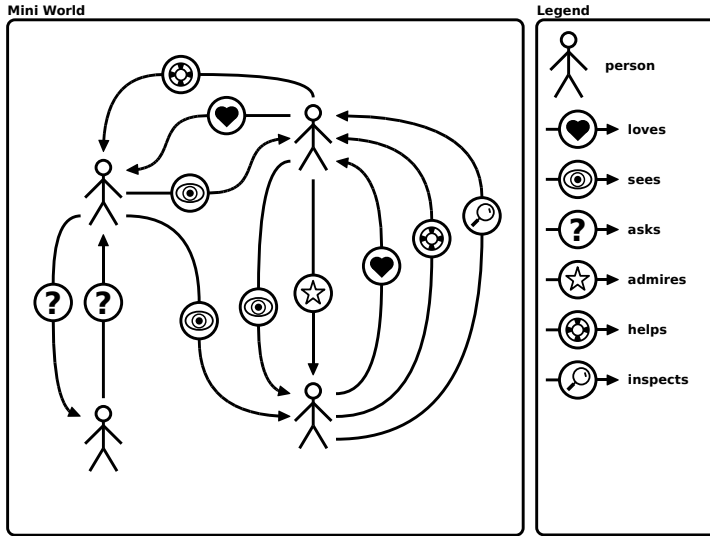 Mini World
Legend
person
loves
sees
? ? ? asks
admires
helps
inspects